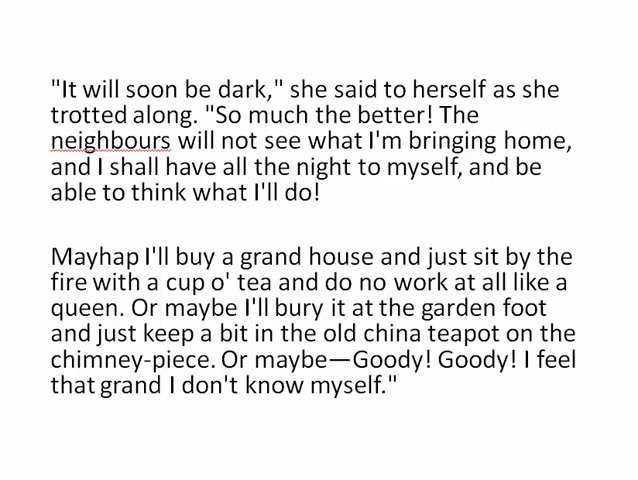 "It will soon be dark," she said to herself as she
trotted along. "So much the better! The
neighbours will not see what I'm bringing home,
and I shall have all the night to myself, and be
able to think what I'll do!
Mayhap I'll buy a grand house and just sit by the
fire with a cup o' tea and do no work at all like a
queen. Or maybe I'll bury it at the garden foot
and just keep a bit in the old china teapot on the
chimney-piece. Or maybe—Goody! Goody! I feel
that grand I don't know myself."